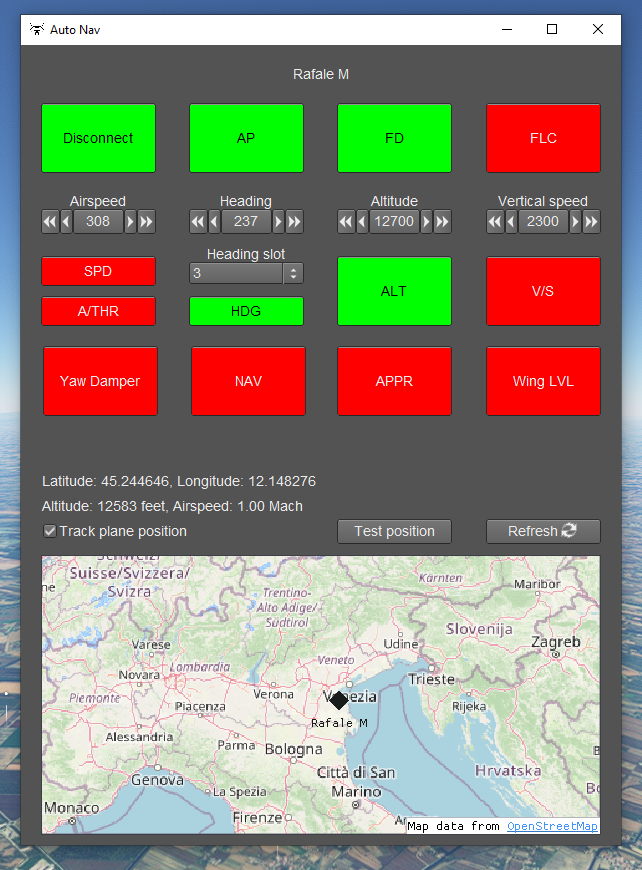 Auto Nav
Rafale M
Disconnect AP FD FLC
Airspeed Heading Altitude Vertical speed
308 237 12700 2300
Heading slot
SPD 3 ALT V/S
A/THR HDG
Yaw Damper NAV APPR Wing LVL
Latitude: 45.244646, Longitude: 12.148276
Altitude: 12583 feet, Airspeed: 1.00 Mach
Track plane position Test position Refresh
Schweiz/
Suisse/Svizzera/
Svizra
ne
Trentino-
Alto Adige/
Südtirol
Kärnten
Maribor
Slovenija
Zagreb
Udine
Varese
Lombardia
Veneto
Trieste
Novara
Verona
Venezia
Rijeka
Piemonte
Piacenza
Rafale M
Alessandria
Parma
Bologna
Genova
Città di San
Marino
Hrvatska
La Spezia
Monaco
Firenze
Map data from OpenStreetMap